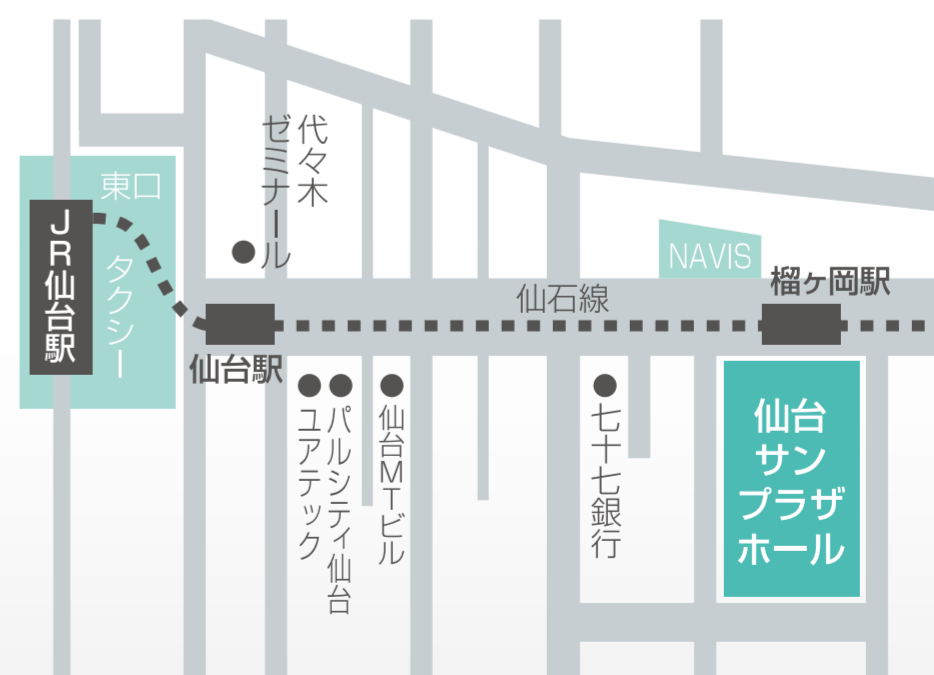 東口
JR仙台駅
タクシー
代々木
ゼミナール
NAVIS
仙石線
榴ヶ岡駅
仙台駅
ユアテック
パルシティ仙台
仙台MTビル
七十七銀行
仙台
サン
プラザ
ホール